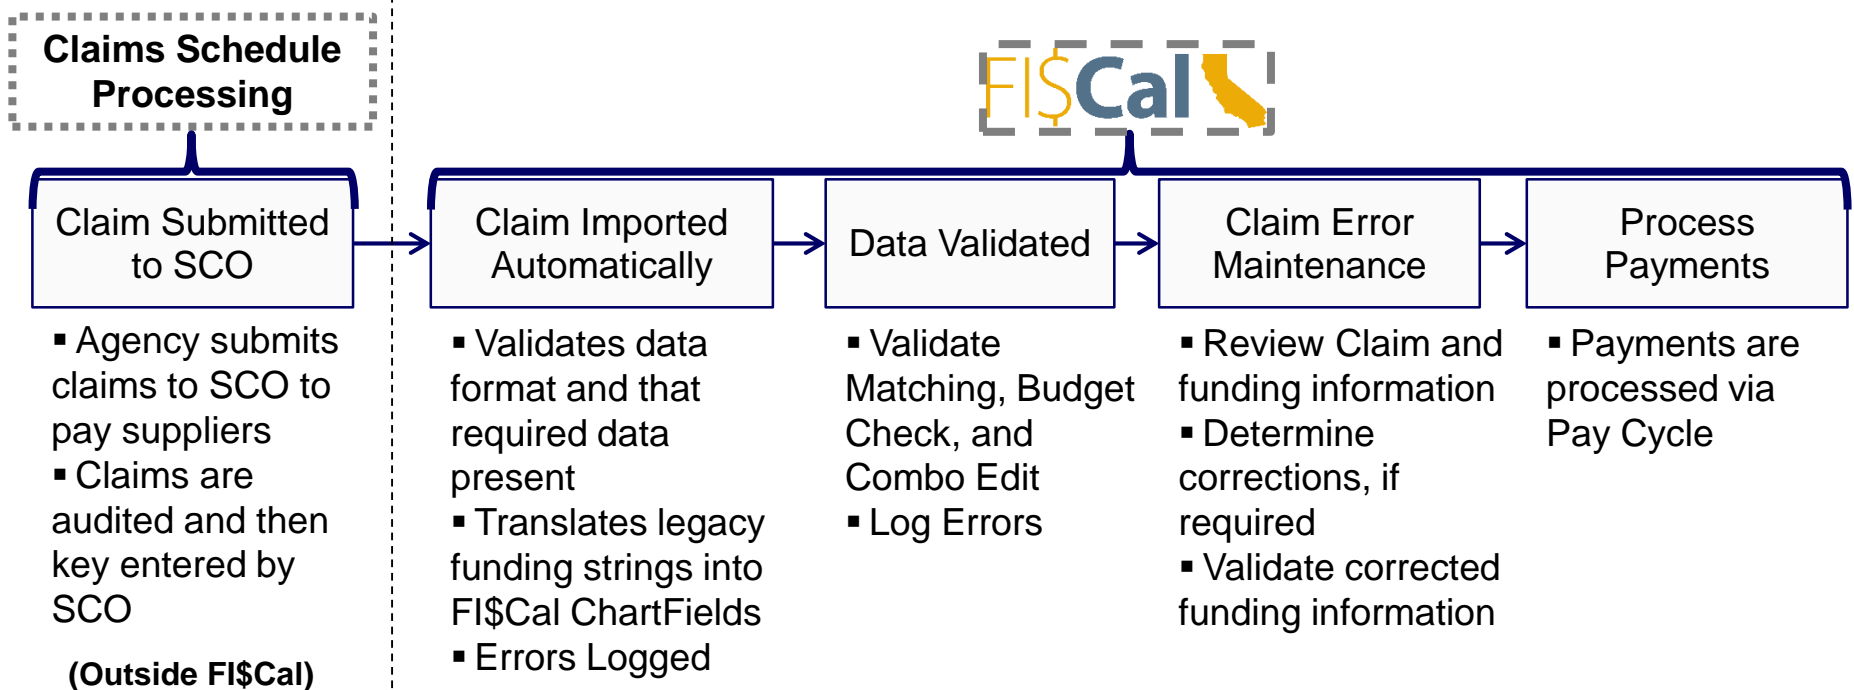 Claims Schedule
Processing
FI$Cal
Claim Submitted
to SCO
▪ Agency submits
claims to SCO to
pay suppliers
▪ Claims are
audited and then
key entered by
SCO
(Outside FI$Cal)
Claim Imported
Automatically
▪ Validates data
format and that
required data
present
▪ Translates legacy
funding strings into
FI$Cal ChartFields
▪ Errors Logged
Data Validated
▪ Validate
Matching, Budget
Check, and
Combo Edit
▪ Log Errors
Claim Error
Maintenance
▪ Review Claim and
funding information
▪ Determine
corrections, if
required
▪ Validate corrected
funding information
Process
Payments
▪ Payments are
processed via
Pay Cycle